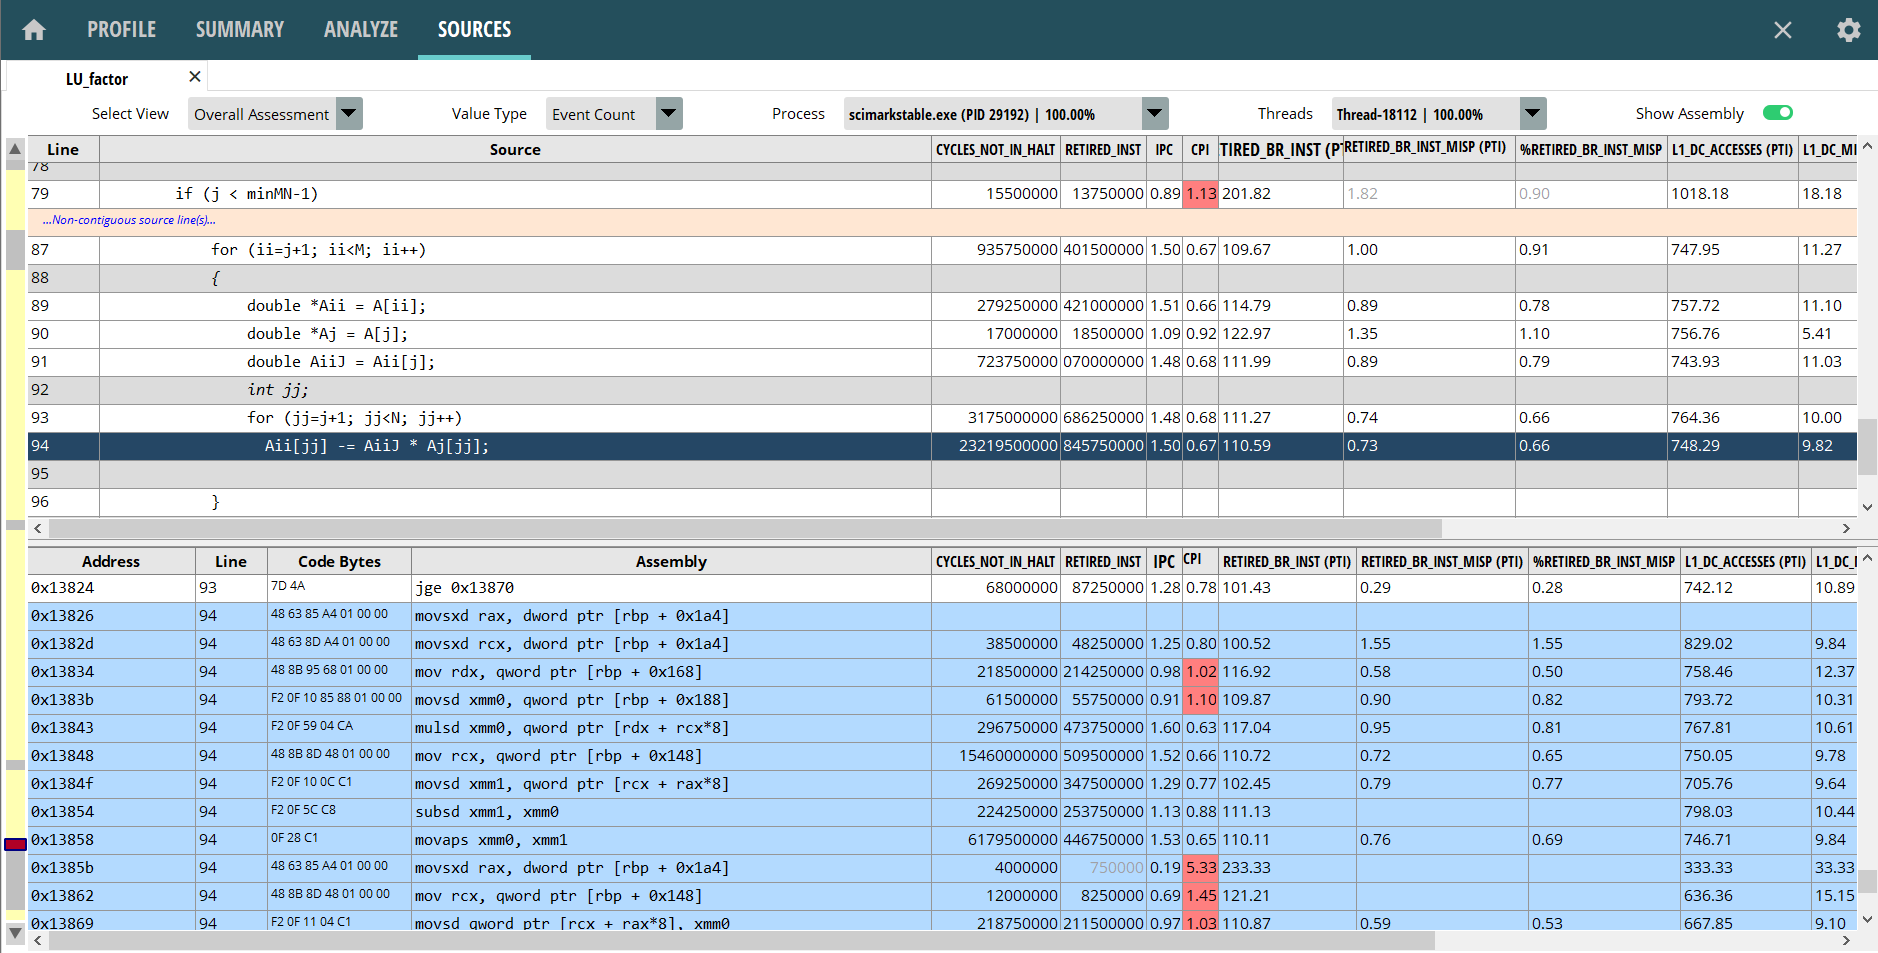 PROFILE SUMMARY ANALYZE SOURCES
LU_factor
Select View Overall Assessment Value Type Event Count Process scimarkstable.exe (PID 29192) | 100.00% Threads Thread-18112 | 100.00% Show Assembly
Line Source CYCLES_NOT_IN_HALT RETIRED_INST IPC CPI TIRED_BR_INST (PT RETIRED_BR_INST_MISP (PTI) %RETIRED_BR_INST_MISP L1_DC_ACCESSES (PTI) L1_DC_MI
78
79 if (j < minMN-1) 15500000 13750000 0.89 1.13 201.82 1.82 0.90 1018.18 18.18
...Non-contiguous source line(s)...
87 for (ii=j+1; ii<M; ii++) 935750000 401500000 1.50 0.67 109.67 1.00 0.91 747.95 11.27
88 {
89 double *Aii = A[ii]; 279250000 421000000 1.51 0.66 114.79 0.89 0.78 757.72 11.10
90 double *Aj = A[j]; 17000000 18500000 1.09 0.92 122.97 1.35 1.10 756.76 5.41
91 double AiiJ = Aii[j]; 723750000 070000000 1.48 0.68 111.99 0.89 0.79 743.93 11.03
92 int jj;
93 for (jj=j+1; jj<N; jj++) 3175000000 686250000 1.48 0.68 111.27 0.74 0.66 764.36 10.00
94 Aii[jj] -= AiiJ * Aj[jj]; 23219500000 845750000 1.50 0.67 110.59 0.73 0.66 748.29 9.82
95
96 }
Address Line Code Bytes Assembly CYCLES_NOT_IN_HALT RETIRED_INST IPC CPI RETIRED_BR_INST (PTI) RETIRED_BR_INST_MISP (PTI) %RETIRED_BR_INST_MISP L1_DC_ACCESSES (PTI) L1_DC_
0x13824 93 7D 4A jge 0x13870 68000000 87250000 1.28 0.78 101.43 0.29 0.28 742.12 10.89
0x13826 94 48 63 85 A4 01 00 00 movsxd rax, dword ptr [rbp + 0x1a4]
0x1382d 94 48 63 8D A4 01 00 00 movsxd rcx, dword ptr [rbp + 0x1a4] 38500000 48250000 1.25 0.80 100.52 1.55 1.55 829.02 9.84
0x13834 94 48 8B 95 68 01 00 00 mov rdx, qword ptr [rbp + 0x168] 218500000 214250000 0.98 1.02 116.92 0.58 0.50 758.46 12.37
0x1383b 94 F2 0F 10 85 88 01 00 00 movsd xmm0, qword ptr [rbp + 0x188] 61500000 55750000 0.91 1.10 109.87 0.90 0.82 793.72 10.31
0x13843 94 F2 0F 59 04 CA mulsd xmm0, qword ptr [rdx + rcx*8] 296750000 473750000 1.60 0.63 117.04 0.95 0.81 767.81 10.61
0x13848 94 48 8B 8D 48 01 00 00 mov rcx, qword ptr [rbp + 0x148] 15460000000 509500000 1.52 0.66 110.72 0.72 0.65 750.05 9.78
0x1384f 94 F2 0F 10 0C C1 movsd xmm1, qword ptr [rcx + rax*8] 269250000 347500000 1.29 0.77 102.45 0.79 0.77 705.76 9.64
0x13854 94 F2 0F 5C C8 subsd xmm1, xmm0 224250000 253750000 1.13 0.88 111.13 798.03 10.44
0x13858 94 0F 28 C1 movaps xmm0, xmm1 6179500000 446750000 1.53 0.65 110.11 0.76 0.69 746.71 9.84
0x1385b 94 48 63 85 A4 01 00 00 movsxd rax, dword ptr [rbp + 0x1a4] 4000000 750000 0.19 5.33 233.33 333.33 33.33
0x13862 94 48 8B 8D 48 01 00 00 mov rcx, qword ptr [rbp + 0x148] 12000000 8250000 0.69 1.45 121.21 636.36 15.15
0x13869 94 F2 0F 11 04 C1 movsd qword ptr [rcx + rax*8], xmm0 218750000 211500000 0.97 1.03 110.87 0.59 0.53 667.85 9.10